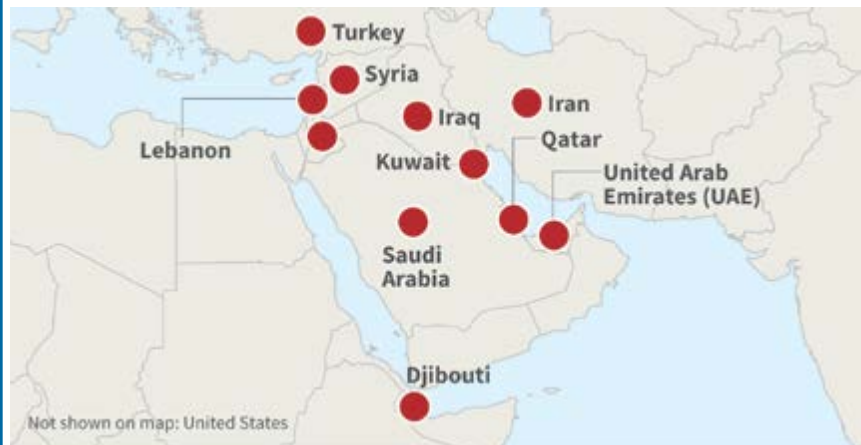 Turkey
Syria
Iraq
Iran
Lebanon
Qatar
Kuwait
United Arab
Emirates (UAE)
Saudi
Arabia
Djibouti
Not shown on map: United States